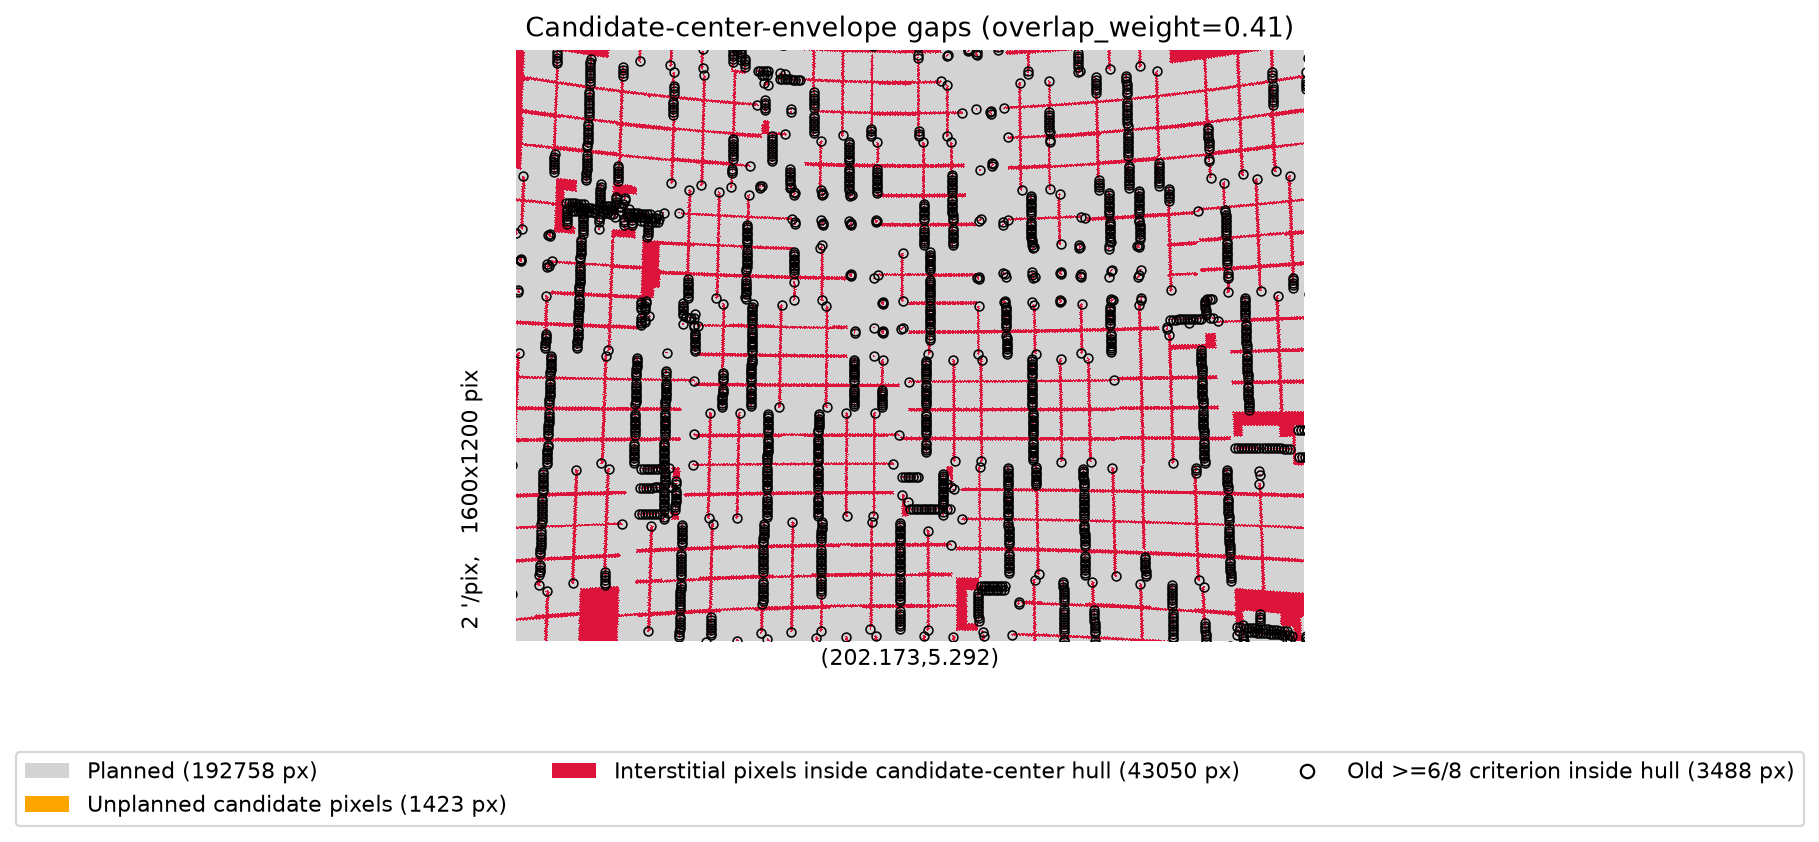 Candidate-center-envelope gaps (overlap_weight=0.41)
2 '/pix,   1600x1200 pix
(202.173,5.292)
Planned (192758 px)
Unplanned candidate pixels (1423 px)
Interstitial pixels inside candidate-center hull (43050 px)
Old >=6/8 criterion inside hull (3488 px)